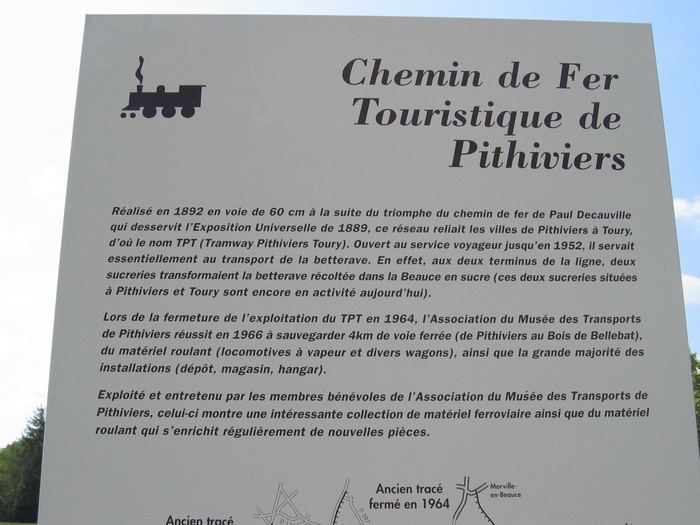 Chemin de Fer
Touristique de
Pithiviers
Réalisé en 1892 en voie de 60 cm à la suite du triomphe du chemin de fer de Paul Decauville
qui desservit l'Exposition Universelle de 1889, ce réseau reliait les villes de Pithiviers à Toury,
d'où le nom TPT (Tramway Pithiviers Toury). Ouvert au service voyageur jusqu'en 1952, il servait
essentiellement au transport de la betterave. En effet, aux deux terminus de la ligne, deux
sucreries transformaient la betterave récoltée dans la Beauce en sucre (ces deux sucreries situées
à Pithiviers et Toury sont encore en activité aujourd'hui).
Lors de la fermeture de l'exploitation du TPT en 1964, l'Association du Musée des Transports
de Pithiviers réussit en 1966 à sauvegarder 4km de voie ferrée (de Pithiviers au Bois de Bellebat),
du matériel roulant (locomotives à vapeur et divers wagons), ainsi que la grande majorité des
installations (dépôt, magasin, hangar).
Exploité et entretenu par les membres bénévoles de l'Association du Musée des Transports de
Pithiviers, celui-ci montre une intéressante collection de matériel ferroviaire ainsi que du matériel
roulant qui s'enrichit régulièrement de nouvelles pièces.
Ancien tracé
fermé en 1964
Morville-
en-Beauce
Ancien tracé